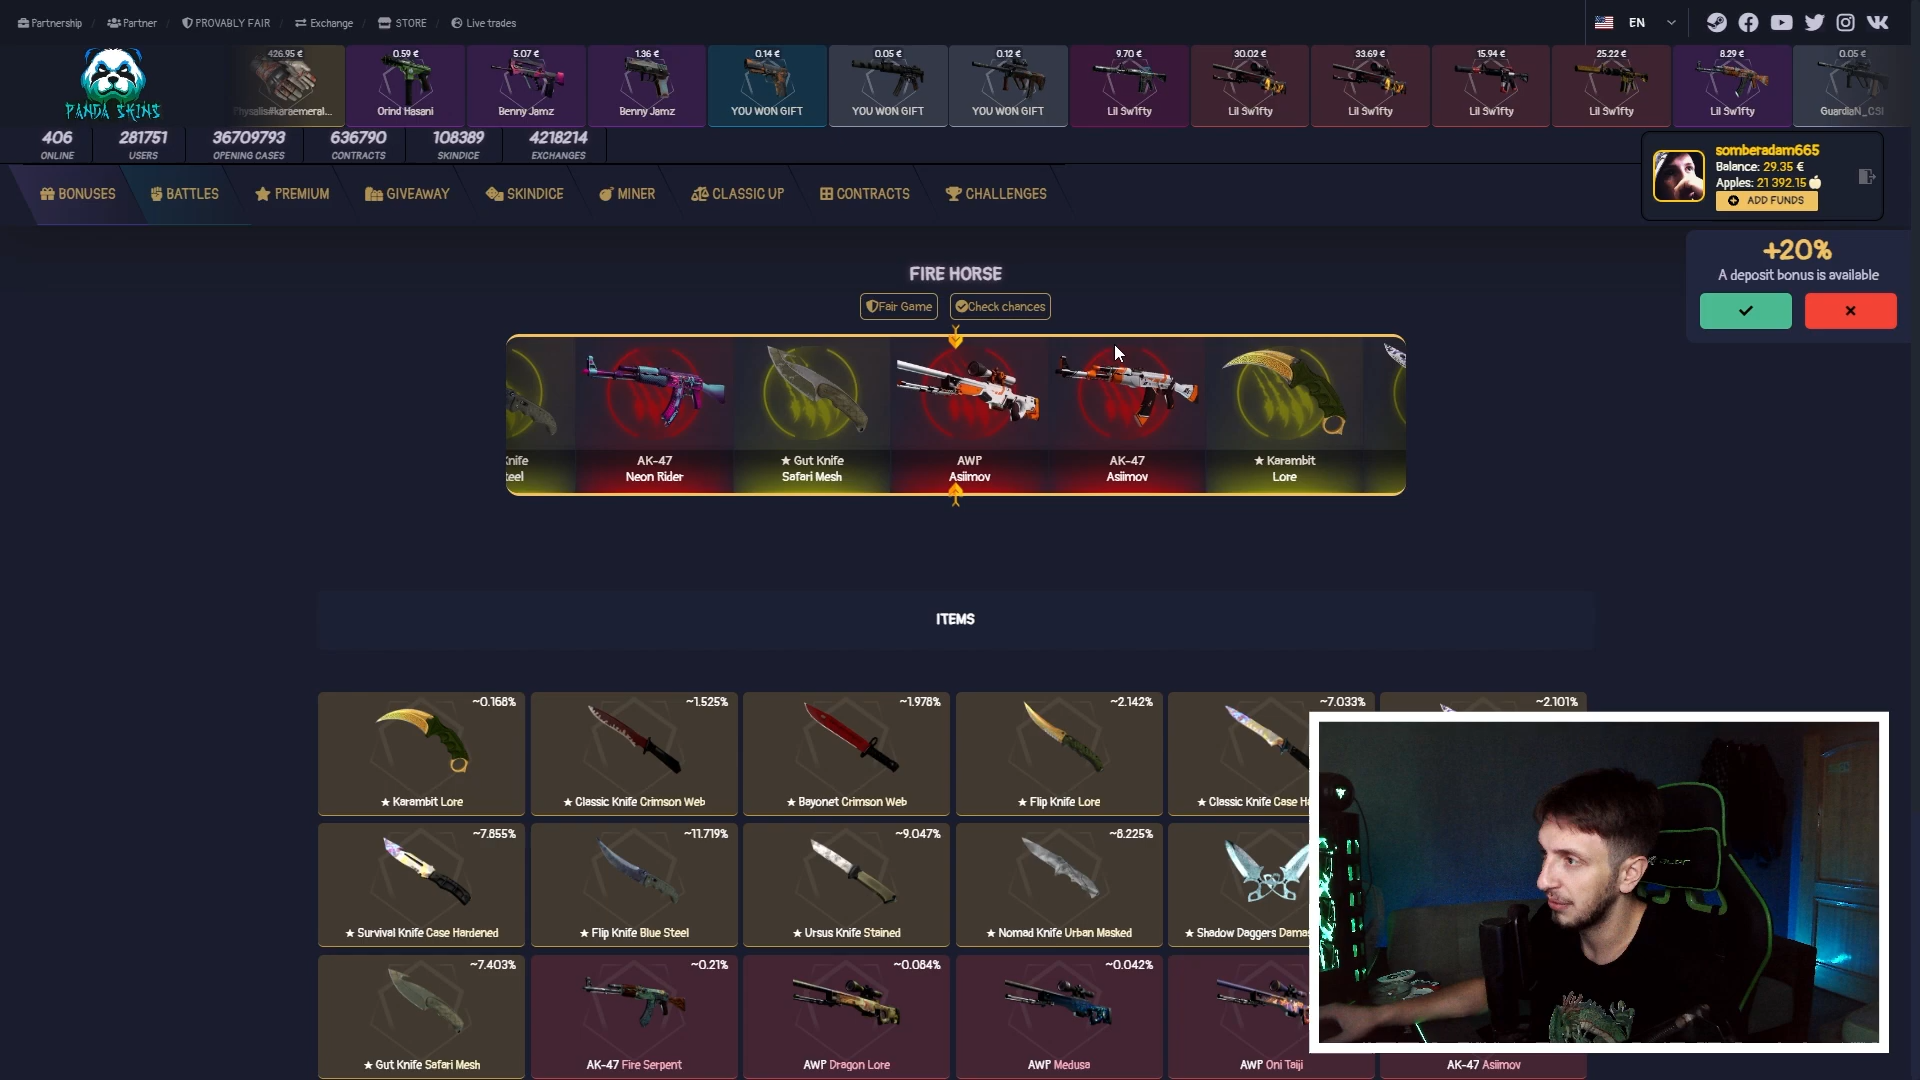 Partnership / Partner / PROVABLY FAIR / Exchange / STORE / Live trades
EN
PANDA SKINS
426.95 € 0.59 € 5.07 € 1.36 € 0.14 € 0.05 € 0.12 € 9.70 € 30.02 € 33.69 € 15.94 € 25.22 € 8.29 € 0.05 €
Orind Hasani Benny Jamz Benny Jamz YOU WON GIFT YOU WON GIFT YOU WON GIFT Lil Sw1fty Lil Sw1fty Lil Sw1fty Lil Sw1fty Lil Sw1fty Lil Sw1fty GuardiaN_CS
406 281751 36709793 636790 108389 4218214
ONLINE USERS OPENING CASES CONTRACTS SKINDICE EXCHANGES
somberadam665
Balance: 29.35 €
Apples: 21 392.15
ADD FUNDS
BONUSES BATTLES PREMIUM GIVEAWAY SKINDICE MINER CLASSIC UP CONTRACTS CHALLENGES
+20%
A deposit bonus is available
FIRE HORSE
Fair Game Check chances
AK-47 ★ Gut Knife AWP AK-47 ★ Karambit
Neon Rider Safari Mesh Asiimov Asiimov Lore
ITEMS
~0.168% ~1.525% ~1.978% ~2.142% ~7.033% ~2.101%
★ Karambit Lore ★ Classic Knife Crimson Web ★ Bayonet Crimson Web ★ Flip Knife Lore ★ Classic Knife Case
~7.855% ~11.719% ~9.047% ~8.225%
★ Survival Knife Case Hardened ★ Flip Knife Blue Steel ★ Ursus Knife Stained ★ Nomad Knife Urban Masked ★ Shadow Daggers
~7.403% ~0.21% ~0.084% ~0.042%
★ Gut Knife Safari Mesh AK-47 Fire Serpent AWP Dragon Lore AWP Medusa AWP Oni Taiji AK-47 Asiimov